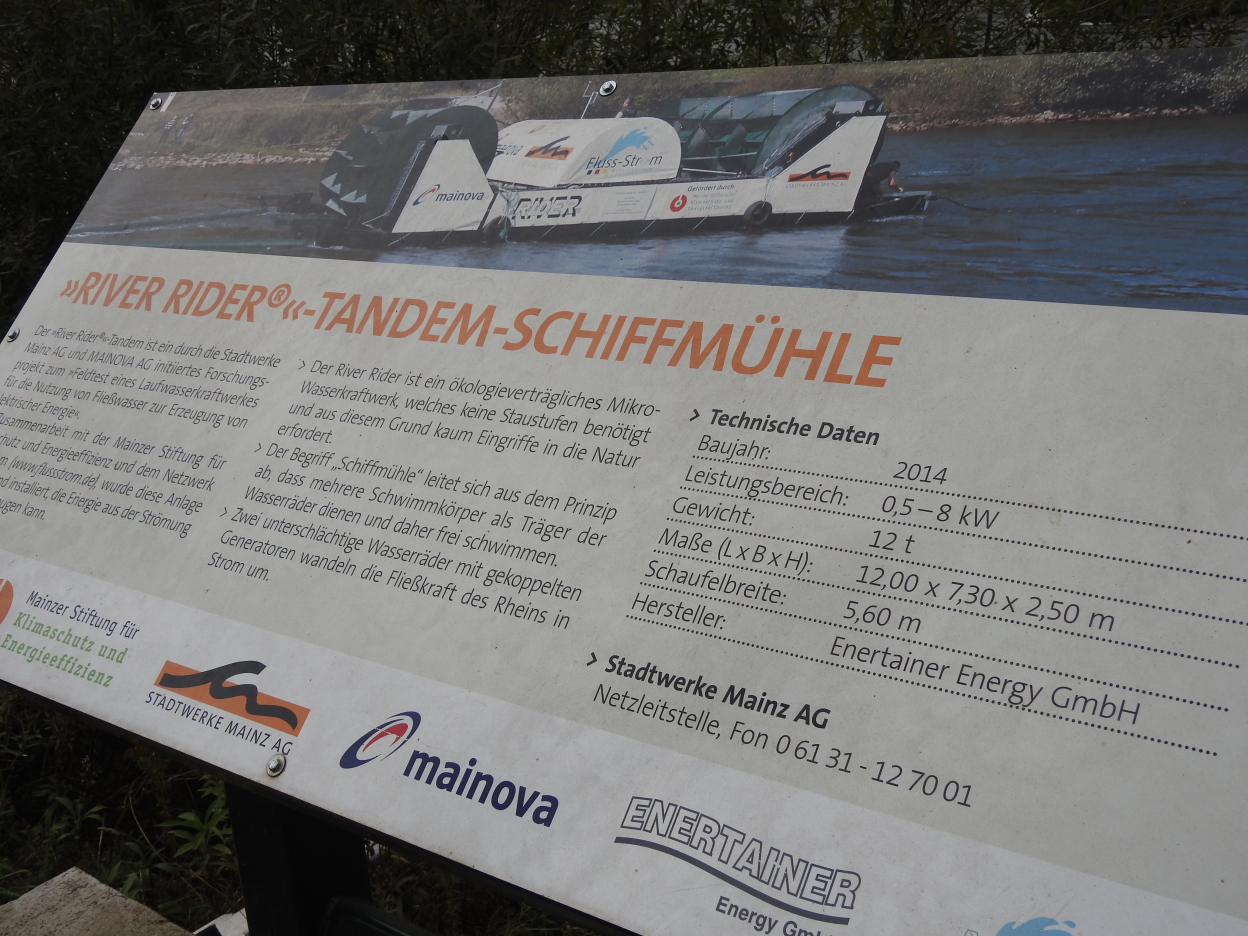 mainova
Fluss-Strom
RIDER
Gefördert durch
STADTWERKE MAINZ AG
»RIVER RIDER®«-TANDEM-SCHIFFMÜHLE
Der »River Rider®«-Tandem ist ein durch die Stadtwerke
Mainz AG und MAINOVA AG initiiertes Forschungs-
projekt zum »Feldtest eines Laufwasserkraftwerkes
für die Nutzung von Fließwasser zur Erzeugung von
elektrischer Energie«.
Zusammenarbeit mit der Mainzer Stiftung für
und Energieeffizienz und dem Netzwerk
(www.flussstrom.de), wurde diese Anlage
installiert, die Energie aus der Strömung
kann.
> Der River Rider ist ein ökologieverträgliches Mikro-
Wasserkraftwerk, welches keine Staustufen benötigt
und aus diesem Grund kaum Eingriffe in die Natur
erfordert.
> Der Begriff „Schiffmühle“ leitet sich aus dem Prinzip
ab, dass mehrere Schwimmkörper als Träger der
Wasserräder dienen und daher frei schwimmen.
> Zwei unterschlächtige Wasserräder mit gekoppelten
Generatoren wandeln die Fließkraft des Rheins in
Strom um.
> Technische Daten
Baujahr: 2014
Leistungsbereich: 0,5 – 8 kW
Gewicht: 12 t
Maße (L x B x H): 12,00 x 7,30 x 2,50 m
Schaufelbreite: 5,60 m
Hersteller: Enertainer Energy GmbH
> Stadtwerke Mainz AG
Netzleitstelle, Fon 0 61 31 - 12 70 01
Mainzer Stiftung für
Klimaschutz und
Energieeffizienz
STADTWERKE MAINZ AG
mainova
ENERTAINER
Energy GmbH